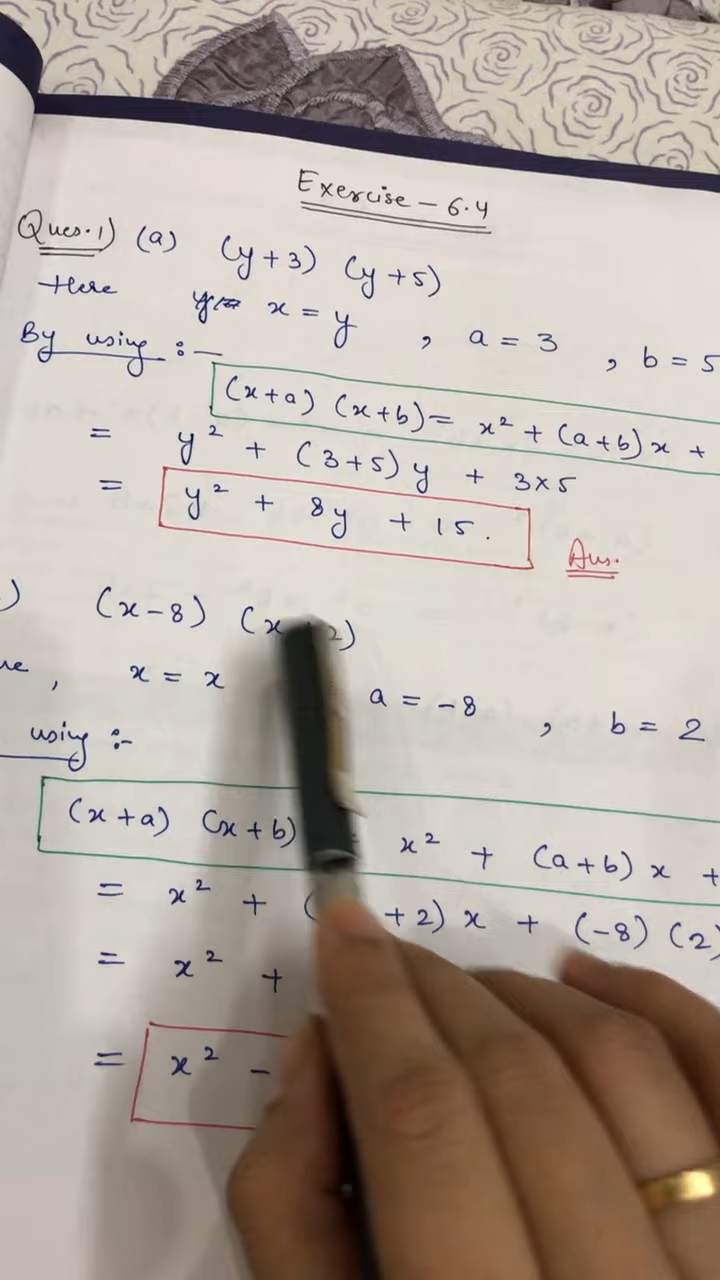 Exercise - 6.4
Ques.1) (a) (y+3) (y+5)
Here x = y , a = 3 , b = 5
By using :-
(x+a) (x+b) = x² + (a+b) x +
= y² + (3+5) y + 3×5
= y² + 8y + 15.
Ans.
) (x-8) (x 2)
, x = x a = -8 , b = 2
using :-
(x+a) (x+b) = x² + (a+b) x +
= x² + ( +2) x + (-8) (2)
= x² +
= x² -